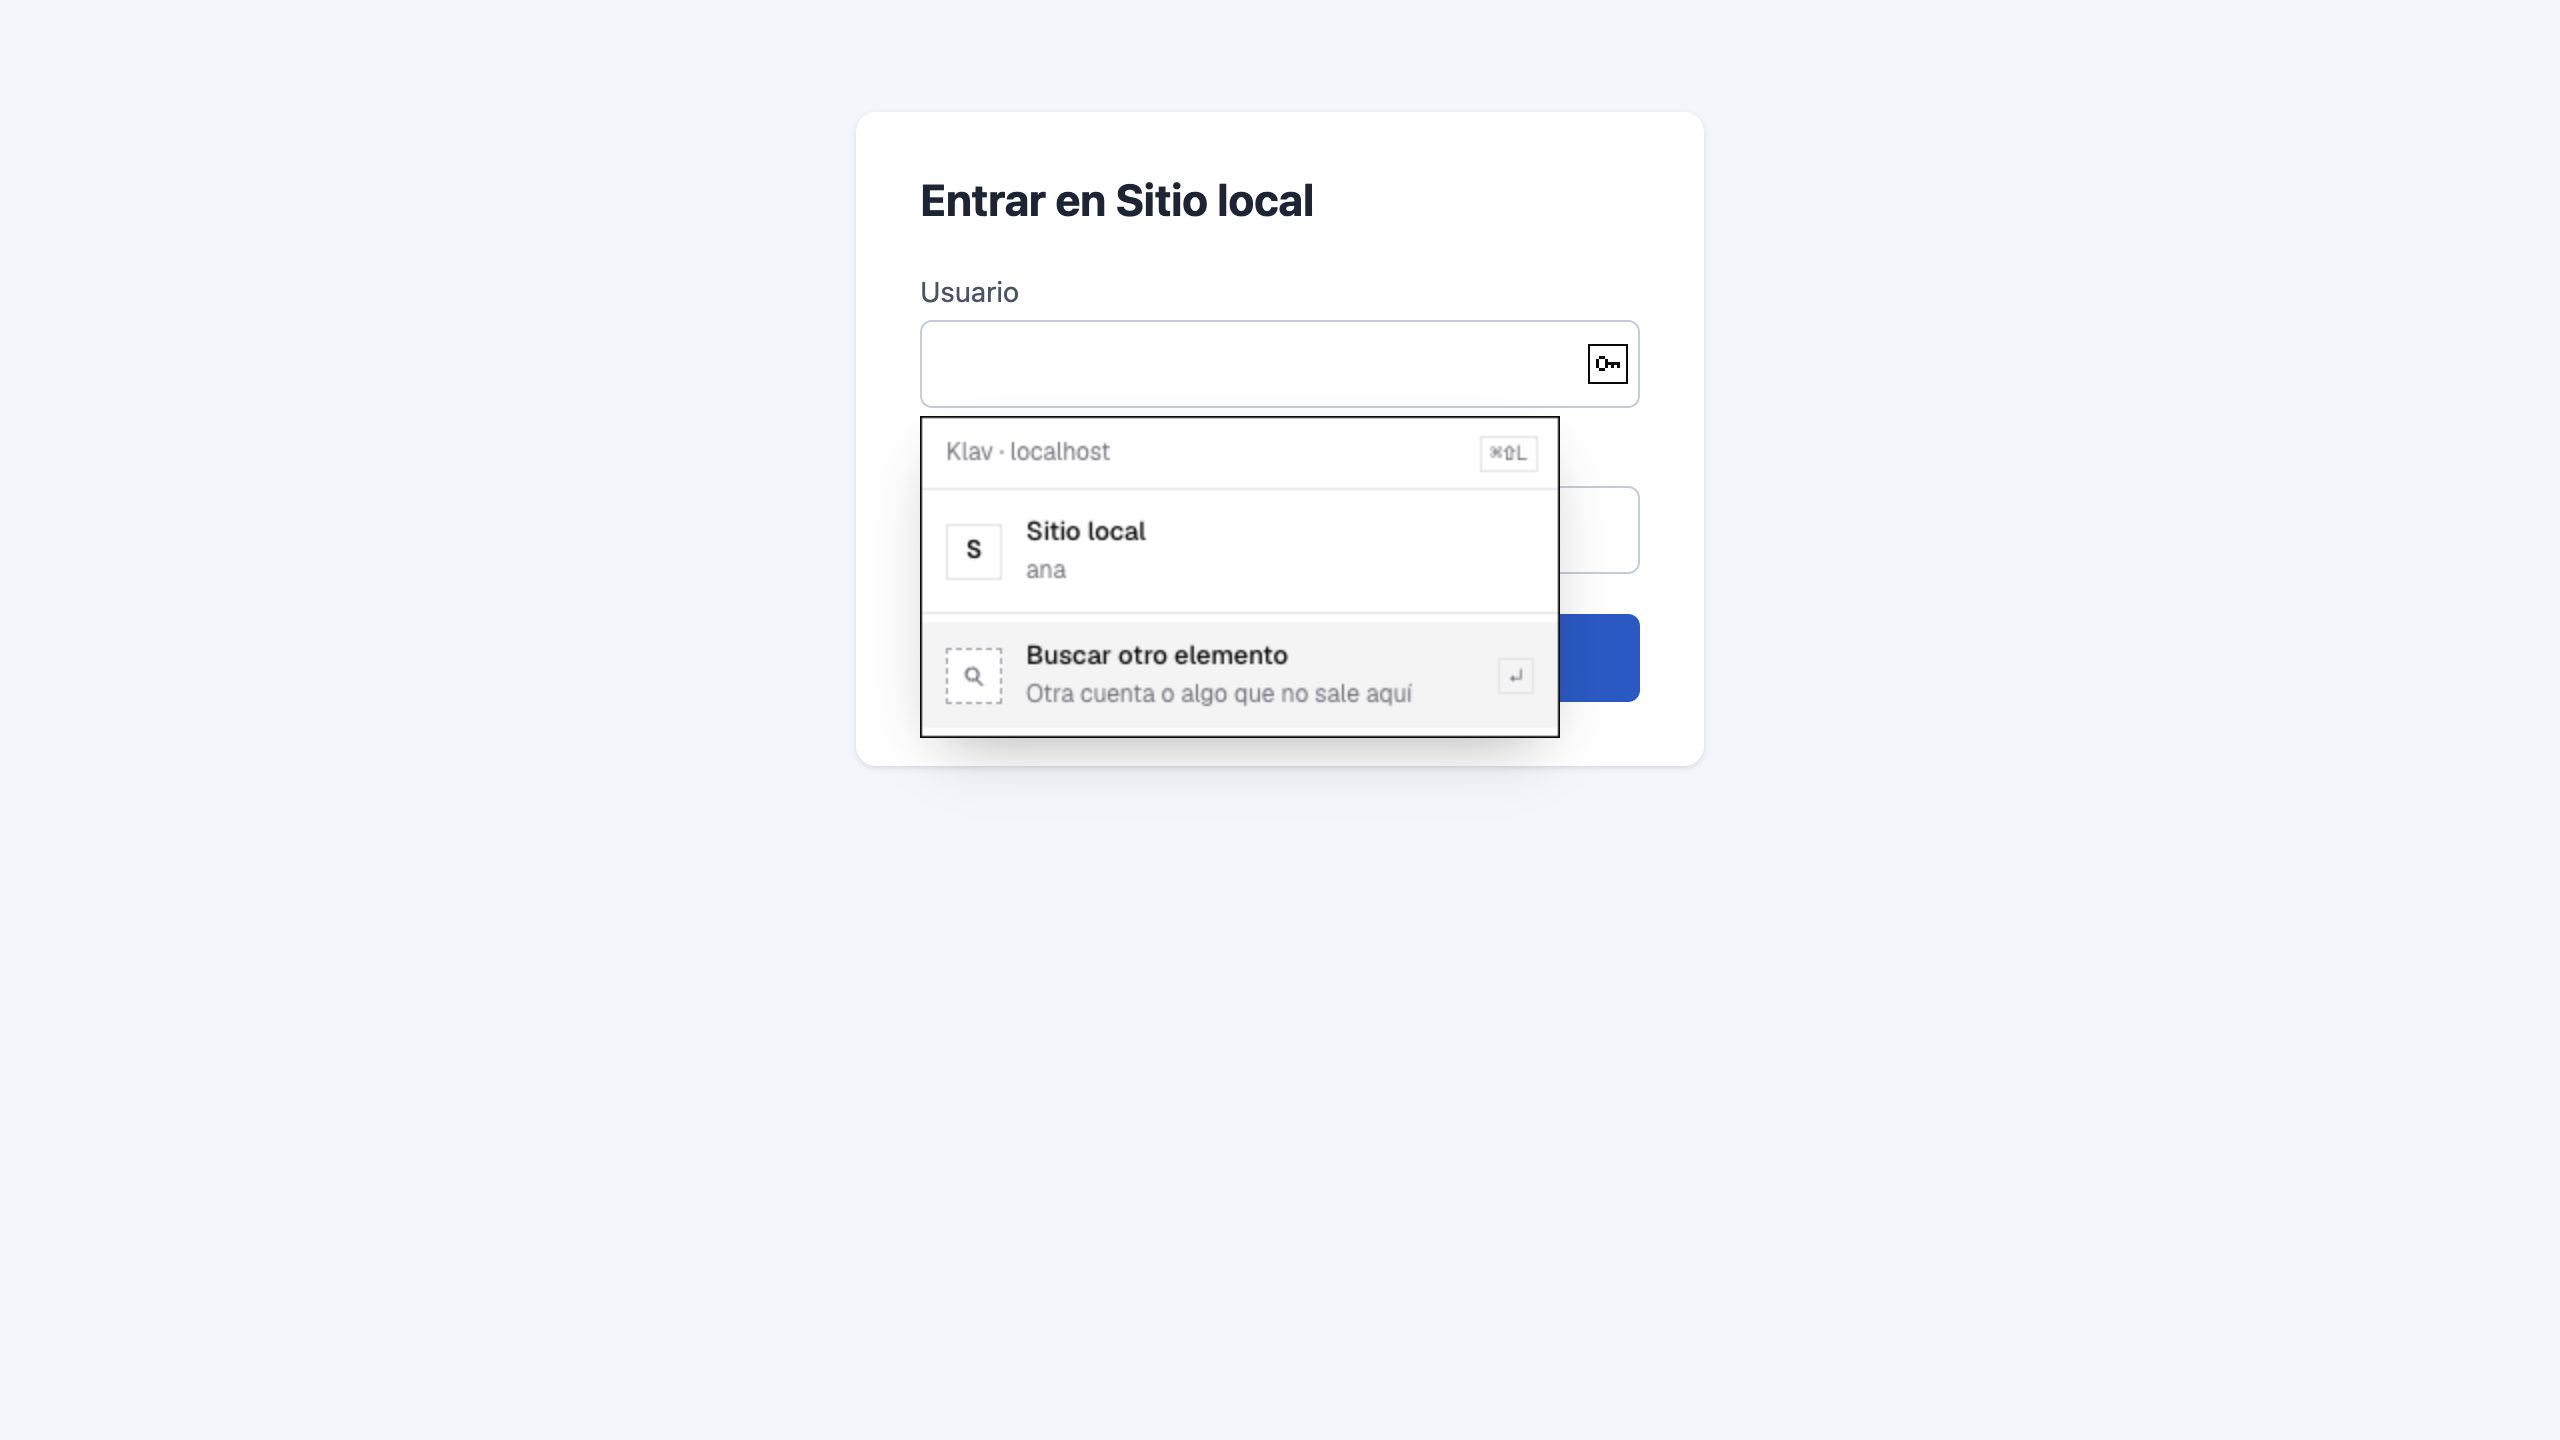 Entrar en Sitio local
Usuario
Klav · localhost
⌘⇧L
S
Sitio local
ana
Buscar otro elemento
Otra cuenta o algo que no sale aquí
↵